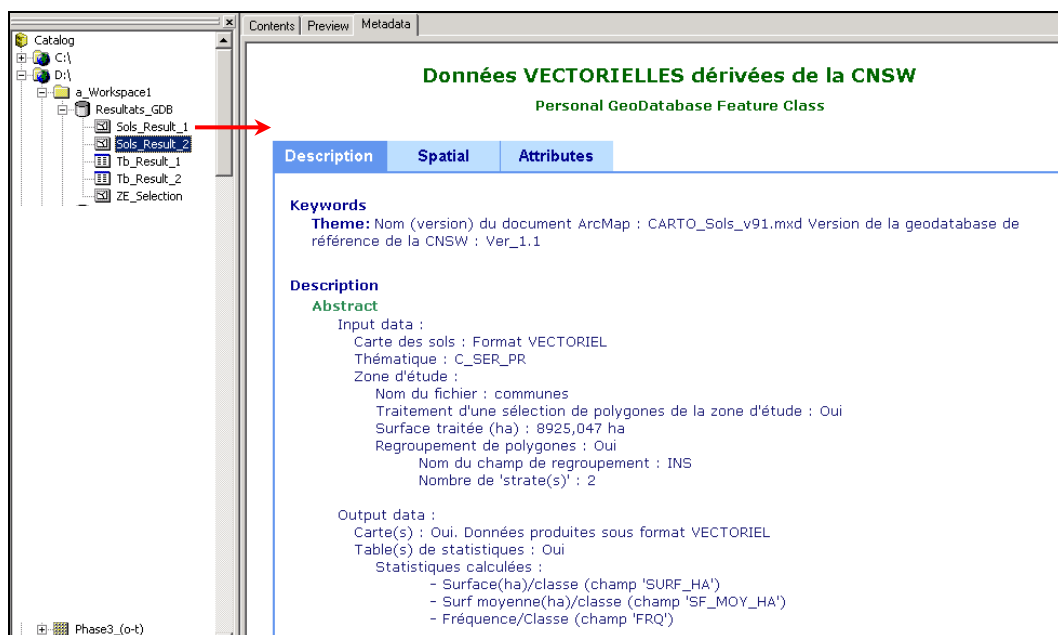 Catalog
C:\
D:\
a_Workspace1
Resultats_GDB
Sols_Result_1
Sols_Result_2
Tb_Result_1
Tb_Result_2
ZE_Selection
Phase3_(o-t)
Contents Preview Metadata
Données VECTORIELLES dérivées de la CNSW
Personal GeoDatabase Feature Class
Description Spatial Attributes
Keywords
Theme: Nom (version) du document ArcMap : CARTO_Sols_v91.mxd Version de la geodatabase de
référence de la CNSW : Ver_1.1
Description
Abstract
Input data :
Carte des sols : Format VECTORIEL
Thématique : C_SER_PR
Zone d'étude :
Nom du fichier : communes
Traitement d'une sélection de polygones de la zone d'étude : Oui
Surface traitée (ha) : 8925,047 ha
Regroupement de polygones : Oui
Nom du champ de regroupement : INS
Nombre de 'strate(s)' : 2
Output data :
Carte(s) : Oui. Données produites sous format VECTORIEL
Table(s) de statistiques : Oui
Statistiques calculées :
- Surface(ha)/classe (champ 'SURF_HA')
- Surf moyenne(ha)/classe (champ 'SF_MOY_HA')
- Fréquence/Classe (champ 'FRQ')